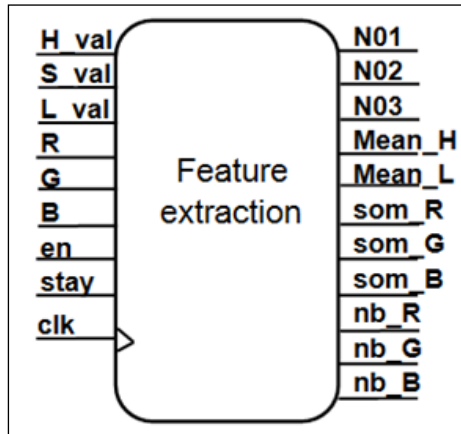 H_val
S_val
L_val
R
G
B
en
stay
clk
Feature
extraction
N01
N02
N03
Mean_H
Mean_L
som_R
som_G
som_B
nb_R
nb_G
nb_B